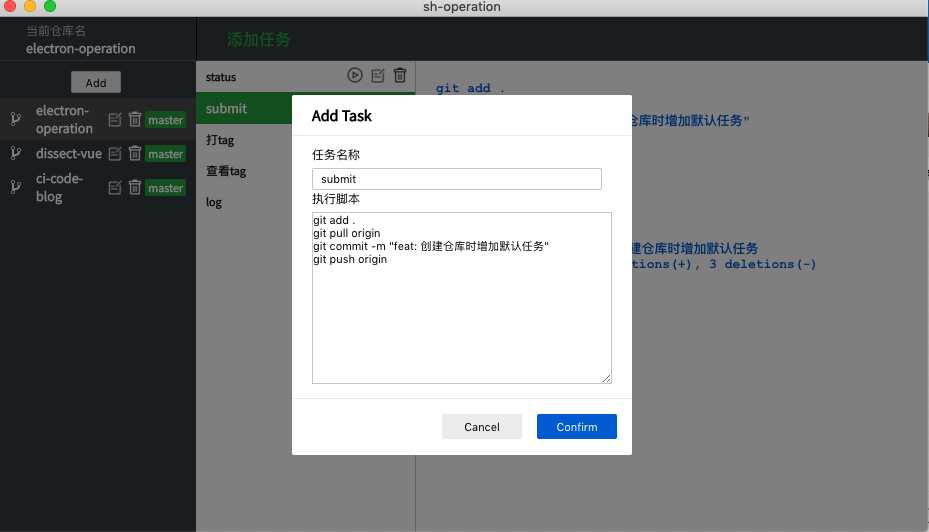 sh-operation
当前仓库名
electron-operation
添加任务
Add
electron-
operation
master
dissect-vue
master
ci-code-
blog
master
status
submit
打tag
查看tag
log
git add .
仓库时增加默认任务"
建仓库时增加默认任务
tions(+), 3 deletions(-)
Add Task
任务名称
submit
执行脚本
git add .
git pull origin
git commit -m "feat: 创建仓库时增加默认任务"
git push origin
Cancel
Confirm